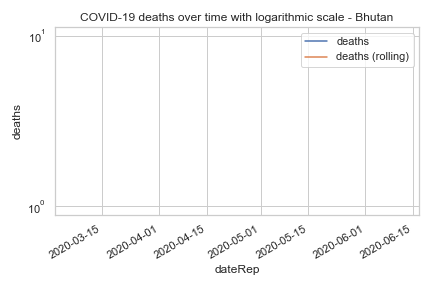 COVID-19 deaths over time with logarithmic scale - Bhutan
deaths
deaths (rolling)
10¹
10⁰
deaths
2020-03-15
2020-04-01
2020-04-15
2020-05-01
2020-05-15
2020-06-01
2020-06-15
dateRep